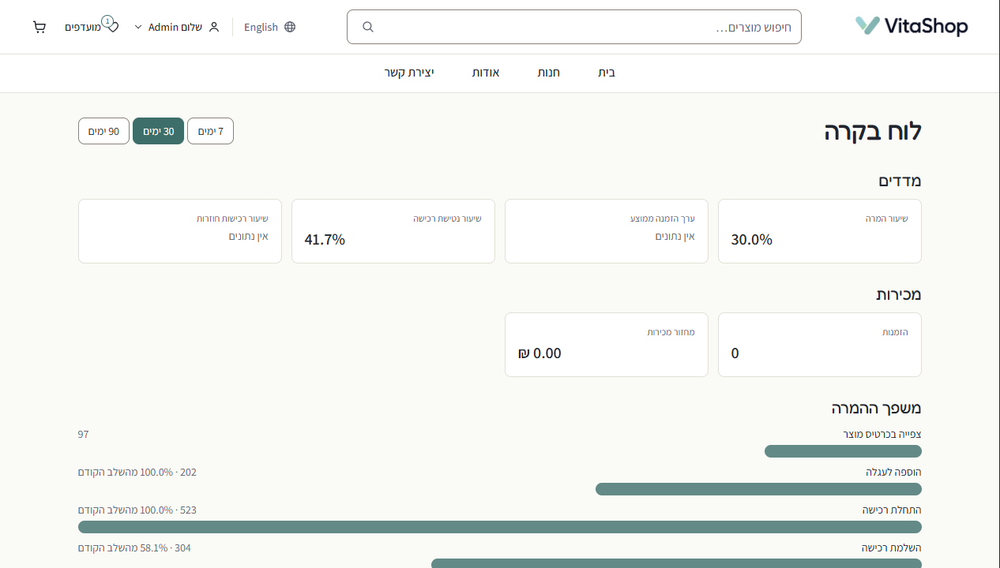 VitaShop
חיפוש מוצרים...
English
שלום Admin
מועדפים
1
בית
חנות
אודות
יצירת קשר
לוח בקרה
7 ימים
30 ימים
90 ימים
מדדים
שיעור המרה
30.0%
ערך הזמנה ממוצע
אין נתונים
שיעור נטישת רכישה
41.7%
שיעור רכישות חוזרות
אין נתונים
מכירות
הזמנות
0
מחזור מכירות
0.00 ₪
משפך ההמרה
צפייה בכרטיס מוצר
97
הוספה לעגלה
202 · 100.0% מהשלב הקודם
התחלת רכישה
523 · 100.0% מהשלב הקודם
השלמת רכישה
304 · 58.1% מהשלב הקודם